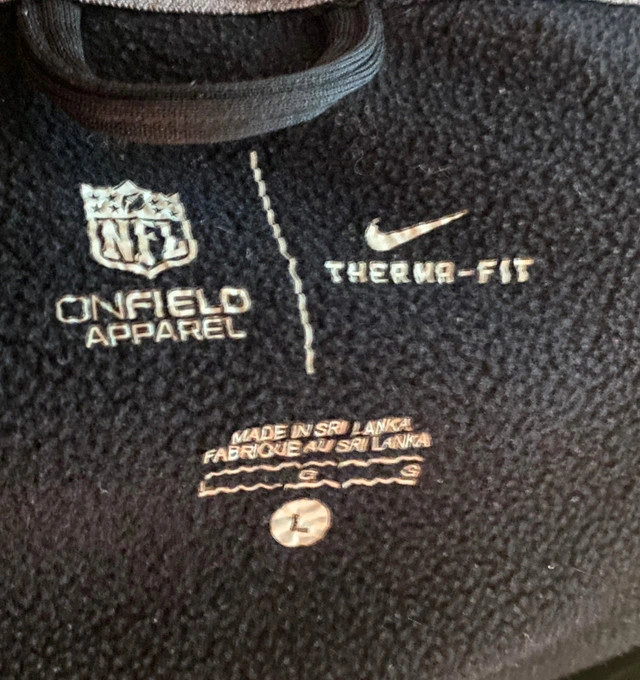 NFL
ONFIELD
APPAREL
THERMA-FIT
MADE IN SRI LANKA
FABRIQUE AU SRI LANKA
L G S
L